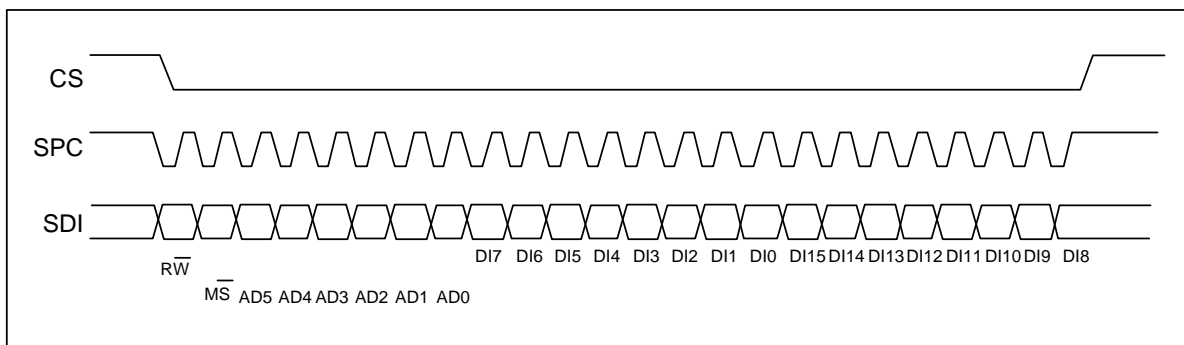 CS
SPC
SDI
RW̅ DI7 DI6 DI5 DI4 DI3 DI2 DI1 DI0 DI15 DI14 DI13 DI12 DI11 DI10 DI9 DI8
MS̅ AD5 AD4 AD3 AD2 AD1 AD0